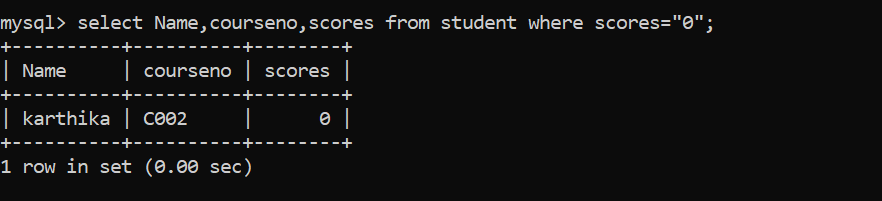 mysql> select Name,courseno,scores from student where scores="0";
+----------+----------+--------+
| Name     | courseno | scores |
+----------+----------+--------+
| karthika | C002     |      0 |
+----------+----------+--------+
1 row in set (0.00 sec)